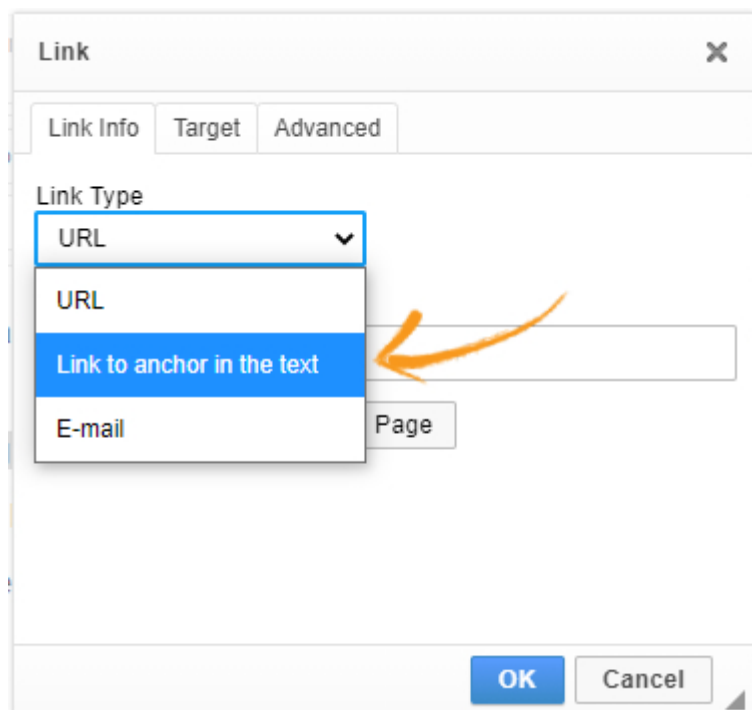 Link
Link Info Target Advanced
Link Type
URL
URL
Link to anchor in the text
E-mail
Page
OK Cancel